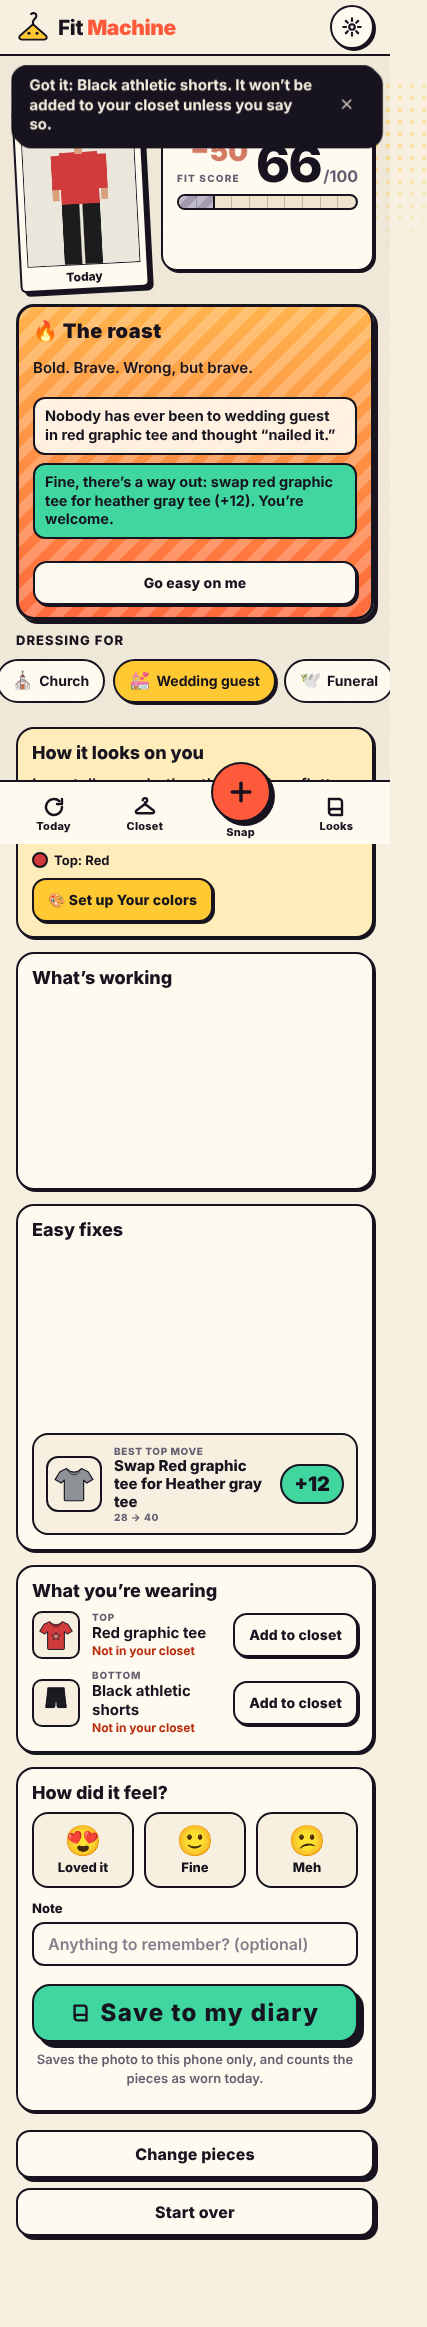 Fit Machine
Got it: Black athletic shorts. It won’t be
added to your closet unless you say
so.
FIT SCORE
66/100
Today
🔥 The roast
Bold. Brave. Wrong, but brave.
Nobody has ever been to wedding guest
in red graphic tee and thought “nailed it.”
Fine, there’s a way out: swap red graphic
tee for heather gray tee (+12). You’re
welcome.
Go easy on me
DRESSING FOR
Church
Wedding guest
Funeral
How it looks on you
Today
Closet
Snap
Looks
Top: Red
Set up Your colors
What’s working
Easy fixes
BEST TOP MOVE
Swap Red graphic
tee for Heather gray
tee
28 → 40
+12
What you’re wearing
TOP
Red graphic tee
Not in your closet
Add to closet
BOTTOM
Black athletic
shorts
Not in your closet
Add to closet
How did it feel?
Loved it
Fine
Meh
Note
Anything to remember? (optional)
Save to my diary
Saves the photo to this phone only, and counts the
pieces as worn today.
Change pieces
Start over